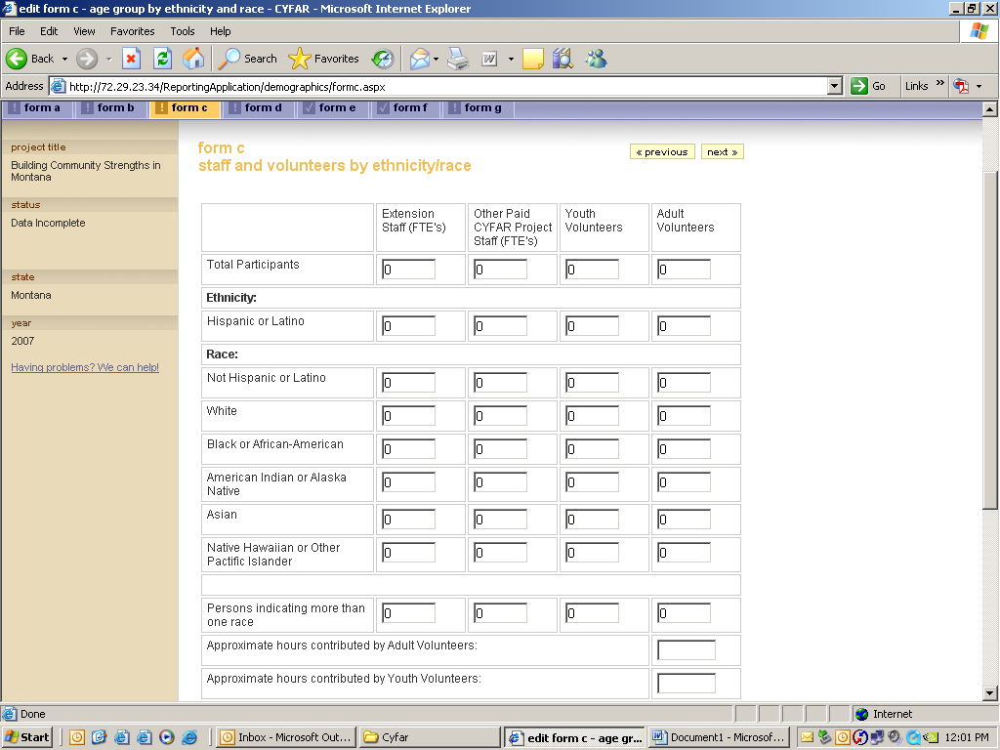 edit form c - age group by ethnicity and race - CYFAR - Microsoft Internet Explorer
File Edit View Favorites Tools Help
Back Search Favorites
Address http://72.29.23.34/ReportingApplication/demographics/formc.aspx Go Links »
! form a ! form b ! form c ! form d form e form f ! form g
project title
Building Community Strengths in
Montana
status
Data Incomplete
state
Montana
year
2007
Having problems? We can help!
form c
staff and volunteers by ethnicity/race
« previous next »
Extension
Staff (FTE's)
Other Paid
CYFAR Project
Staff (FTE's)
Youth
Volunteers
Adult
Volunteers
Total Participants 0 0 0 0
Ethnicity:
Hispanic or Latino 0 0 0 0
Race:
Not Hispanic or Latino 0 0 0 0
White 0 0 0 0
Black or African-American 0 0 0 0
American Indian or Alaska
Native 0 0 0 0
Asian 0 0 0 0
Native Hawaiian or Other
Pactific Islander 0 0 0 0
Persons indicating more than
one race 0 0 0 0
Approximate hours contributed by Adult Volunteers:
Approximate hours contributed by Youth Volunteers:
Done Internet
Start Inbox - Microsoft Out... Cyfar edit form c - age gr... Document1 - Microsof... 12:01 PM